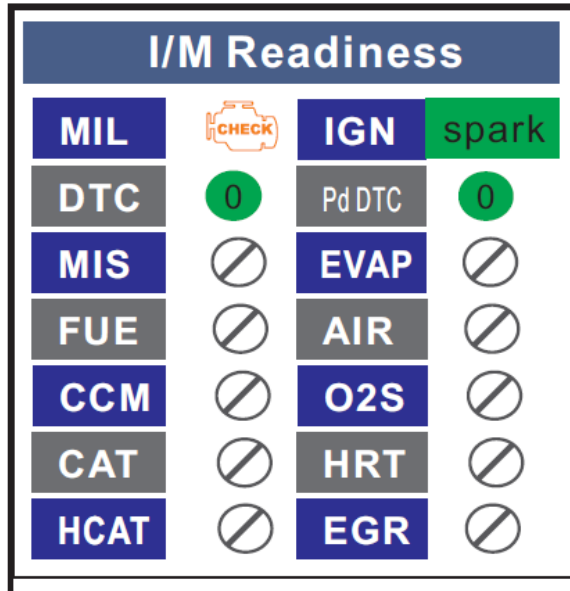 I/M Readiness
MIL CHECK IGN spark
DTC 0 Pd DTC 0
MIS EVAP
FUE AIR
CCM O2S
CAT HRT
HCAT EGR